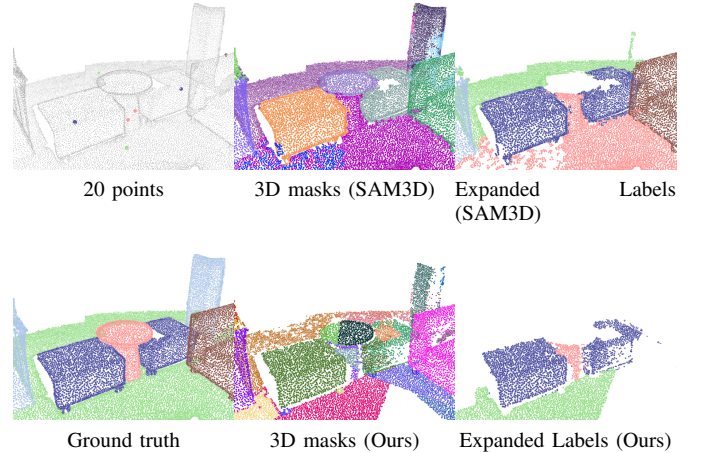 20 points
3D masks (SAM3D)
Expanded Labels
(SAM3D)
Ground truth
3D masks (Ours)
Expanded Labels (Ours)